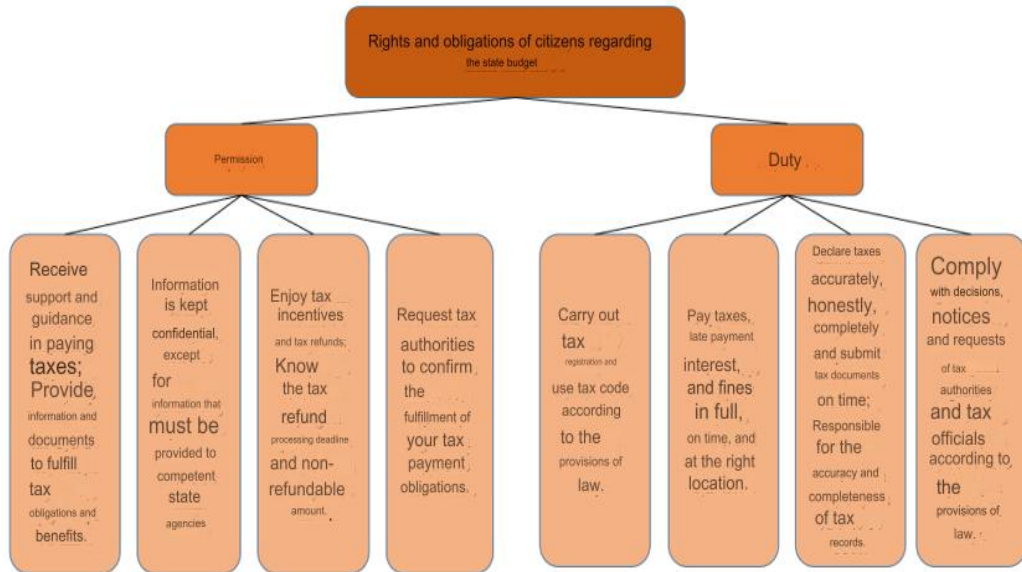 Rights and obligations of citizens regarding
the state budget
Permission
Duty
Receive
support and
guidance
in paying
taxes;
Provide
information and
documents
to fulfill
tax
obligations and
benefits.
Information
is kept
confidential,
except
for
information that
must be
provided to
competent
state
agencies
Enjoy tax
incentives
and tax refunds;
Know
the tax
refund
processing deadline
and non-
refundable
amount.
Request tax
authorities
to confirm
the
fulfillment of
your tax
payment
obligations.
Carry out
tax
registration and
use tax code
according
to the
provisions of
law.
Pay taxes,
late payment
interest,
and fines
in full,
on time, and
at the right
location.
Declare taxes
accurately,
honestly,
completely
and submit
tax documents
on time;
Responsible
for the
accuracy and
completeness
of tax
records.
Comply
with decisions,
notices
and requests
of tax
authorities
and tax
officials
according to
the
provisions of
law.